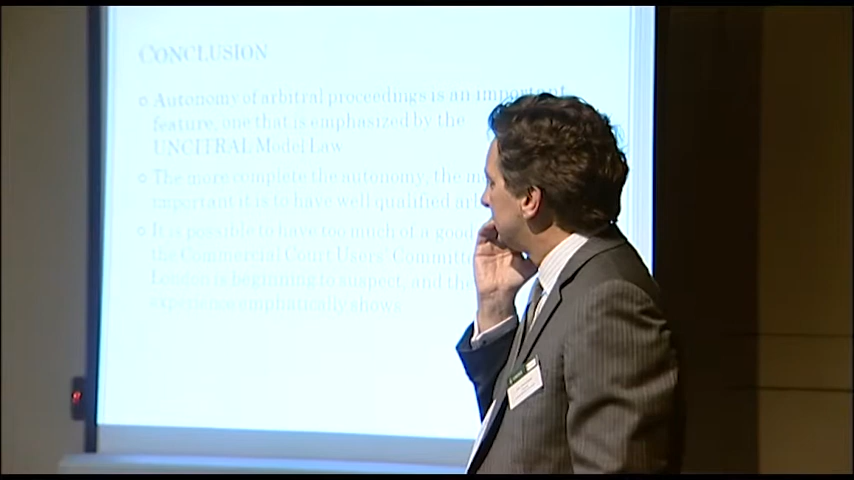 CONCLUSION
Autonomy of arbitral proceedings is an important
feature, one that is emphasized by the
UNCITRAL Model Law
The more complete the autonomy, the
important it is to have well qualified
It is possible to have too much of a good
the Commercial Court Users' Committe
London is beginning to suspect, and the
experience emphatically shows